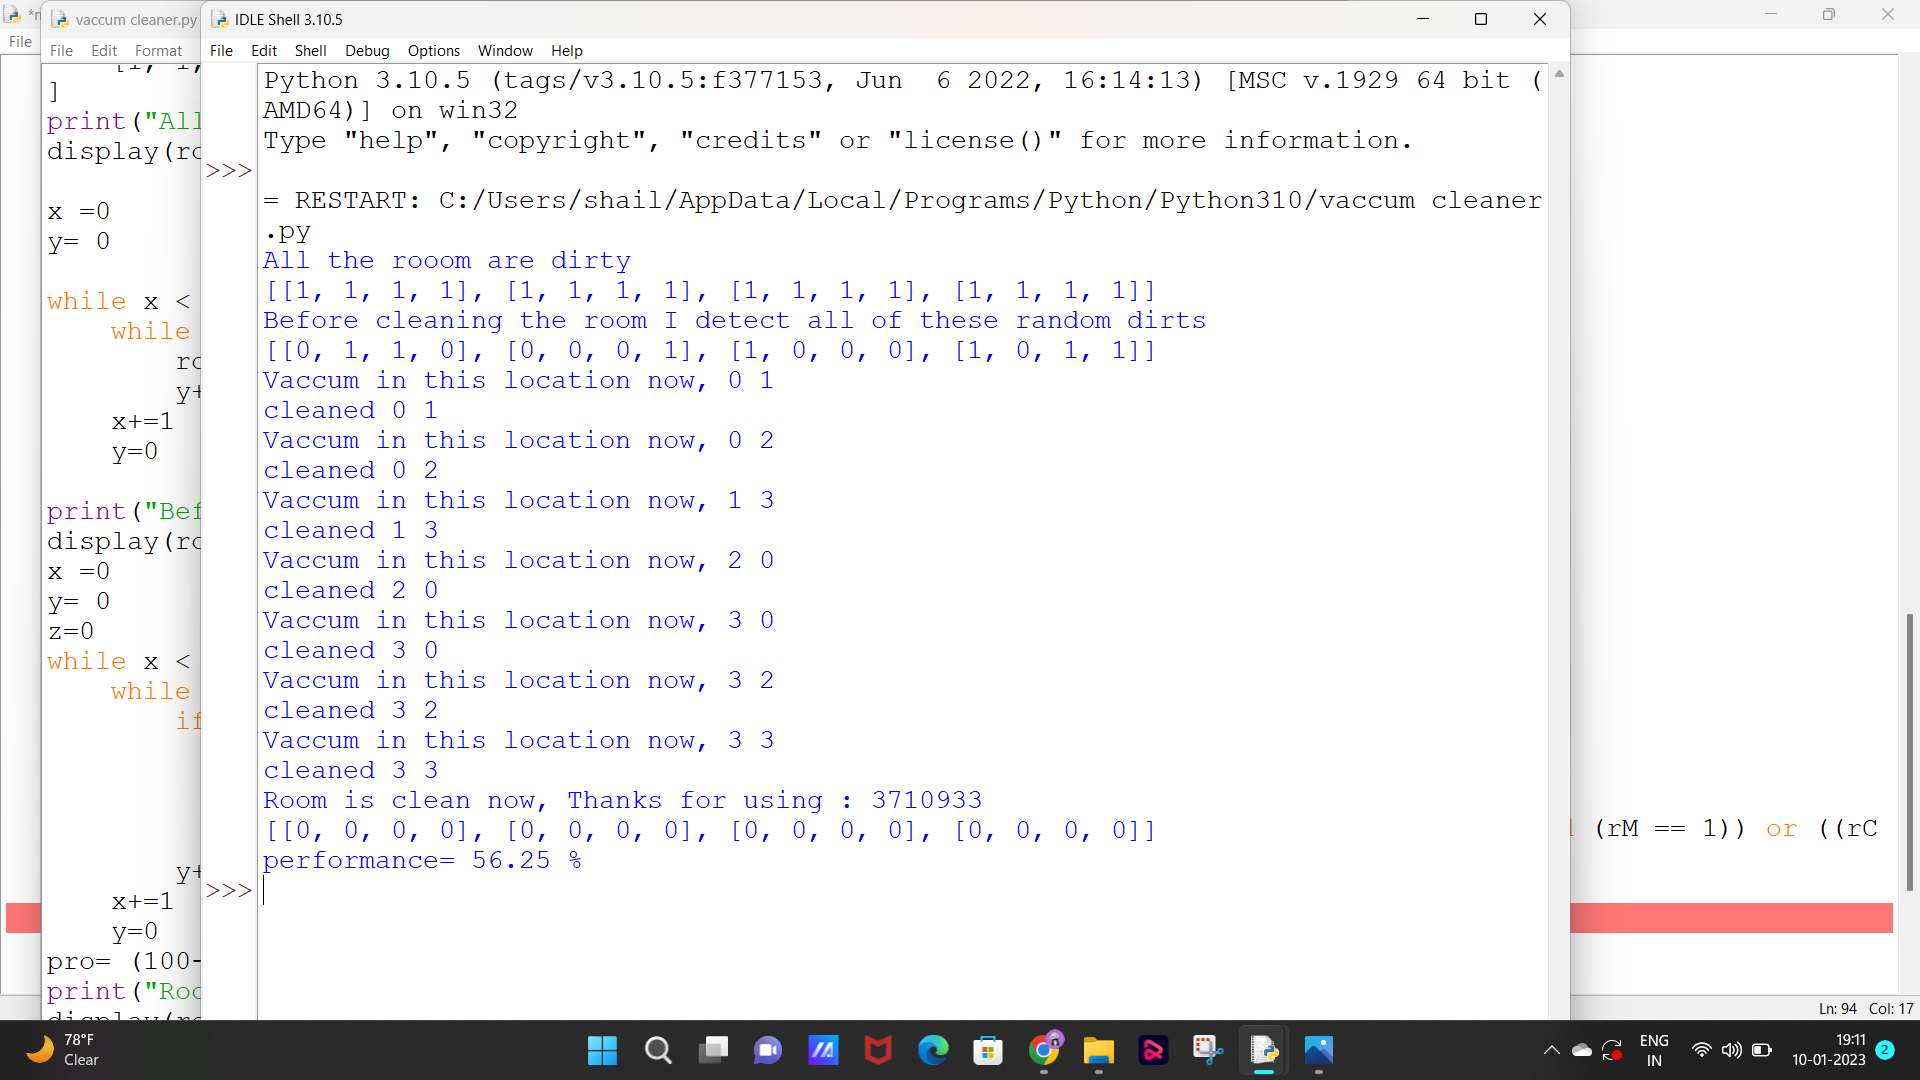 vaccum cleaner.py
IDLE Shell 3.10.5
File
File Edit Format
File Edit Shell Debug Options Window Help
Python 3.10.5 (tags/v3.10.5:f377153, Jun  6 2022, 16:14:13) [MSC v.1929 64 bit (
AMD64)] on win32
Type "help", "copyright", "credits" or "license()" for more information.
>>>
= RESTART: C:/Users/shail/AppData/Local/Programs/Python/Python310/vaccum cleaner
.py
All the rooom are dirty
[[1, 1, 1, 1], [1, 1, 1, 1], [1, 1, 1, 1], [1, 1, 1, 1]]
Before cleaning the room I detect all of these random dirts
[[0, 1, 1, 0], [0, 0, 0, 1], [1, 0, 0, 0], [1, 0, 1, 1]]
Vaccum in this location now, 0 1
cleaned 0 1
Vaccum in this location now, 0 2
cleaned 0 2
Vaccum in this location now, 1 3
cleaned 1 3
Vaccum in this location now, 2 0
cleaned 2 0
Vaccum in this location now, 3 0
cleaned 3 0
Vaccum in this location now, 3 2
cleaned 3 2
Vaccum in this location now, 3 3
cleaned 3 3
Room is clean now, Thanks for using : 3710933
[[0, 0, 0, 0], [0, 0, 0, 0], [0, 0, 0, 0], [0, 0, 0, 0]]
performance= 56.25 %
>>>
]
print("All
display(ro
x =0
y= 0
while x <
while
ro
y+
x+=1
y=0
print("Bef
display(ro
x =0
y= 0
z=0
while x <
while
if
y+
x+=1
y=0
pro= (100-
print("Roo
(rM == 1)) or ((rC
Ln: 94 Col: 17
78°F
Clear
ENG
IN
19:11
10-01-2023
2